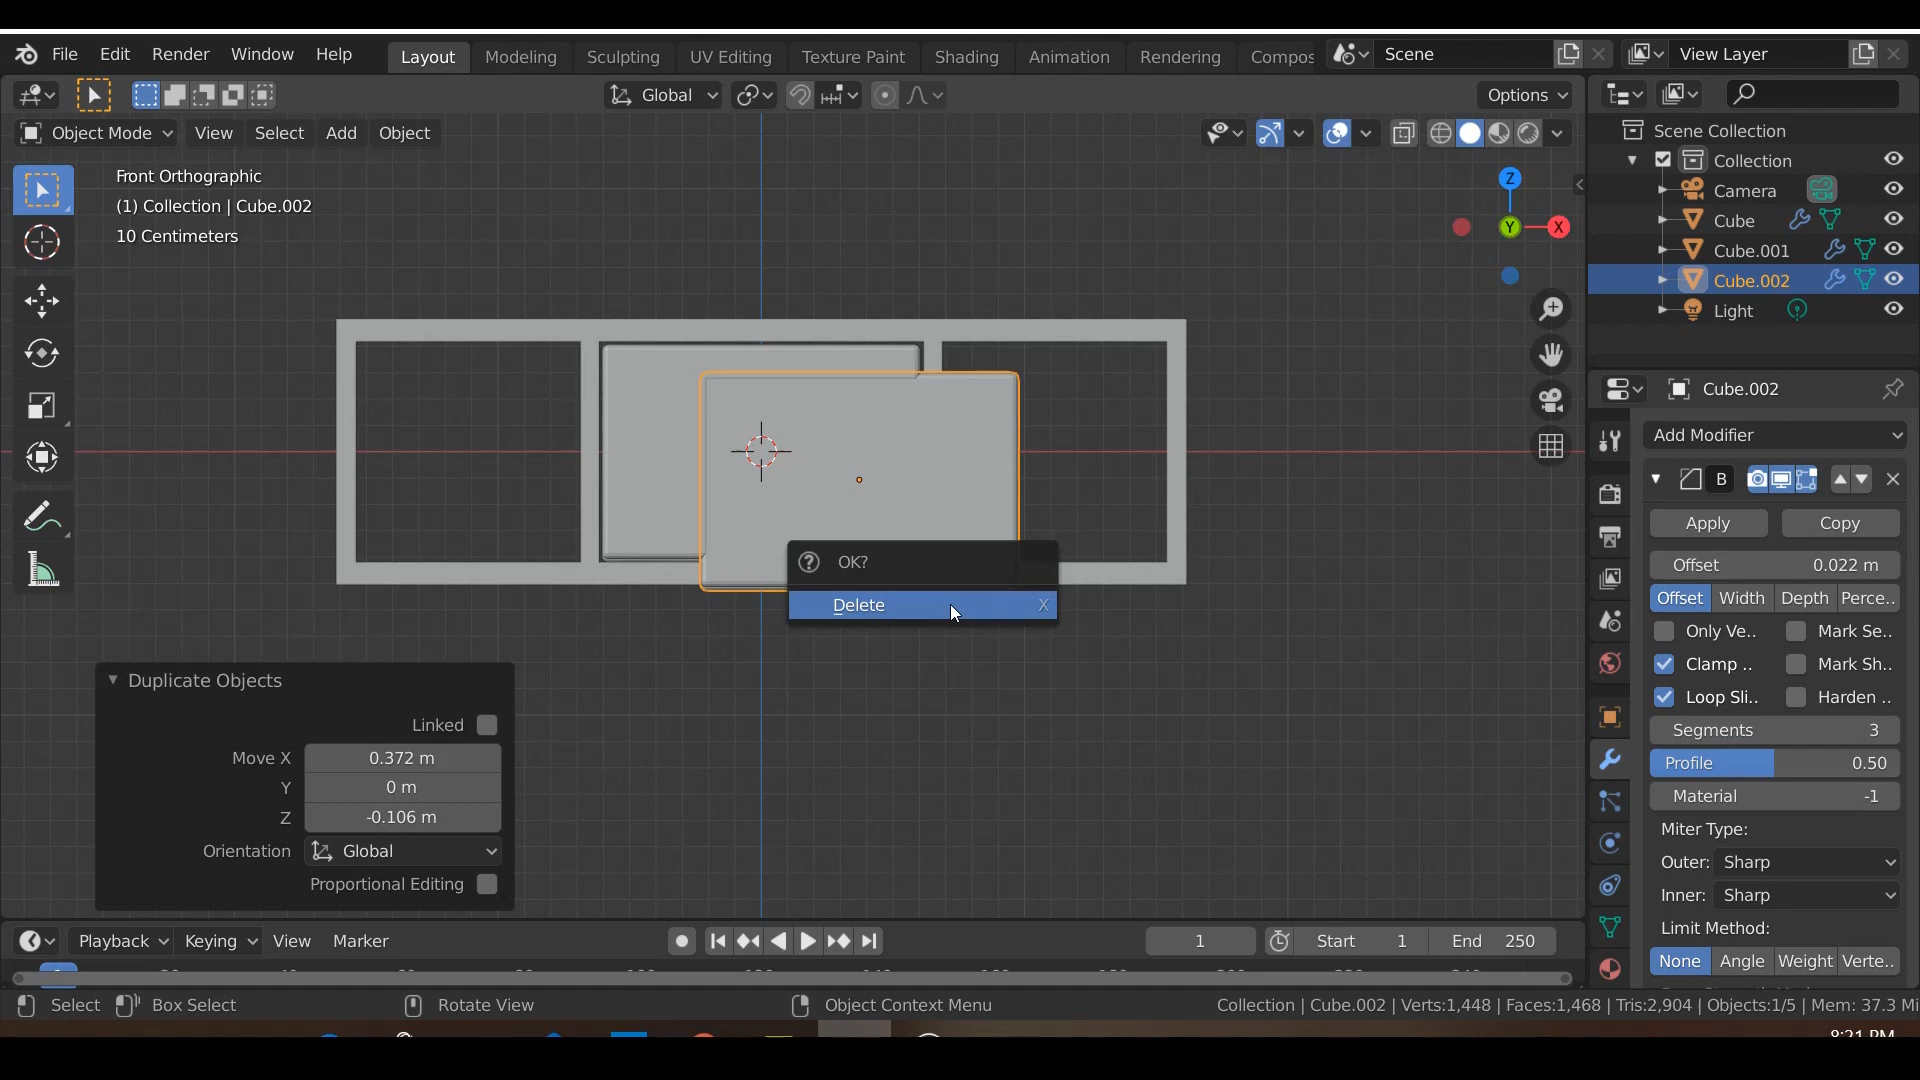 File Edit Render Window Help Layout Modeling Sculpting UV Editing Texture Paint Shading Animation Rendering Compos Scene View Layer
Global Options
Object Mode View Select Add Object
Front Orthographic
(1) Collection | Cube.002
10 Centimeters
Z
Y
X
OK?
Delete X
Duplicate Objects
Linked
Move X 0.372 m
Y 0 m
Z -0.106 m
Orientation Global
Proportional Editing
Scene Collection
Collection
Camera
Cube
Cube.001
Cube.002
Light
Cube.002
Add Modifier
B
Apply Copy
Offset 0.022 m
Offset Width Depth Perce..
Only Ve.. Mark Se..
Clamp .. Mark Sh..
Loop Sli.. Harden ..
Segments 3
Profile 0.50
Material -1
Miter Type:
Outer: Sharp
Inner: Sharp
Limit Method:
None Angle Weight Verte..
Playback Keying View Marker 1 Start 1 End 250
Select Box Select Rotate View Object Context Menu Collection | Cube.002 | Verts:1,448 | Faces:1,468 | Tris:2,904 | Objects:1/5 | Mem: 37.3 Mi